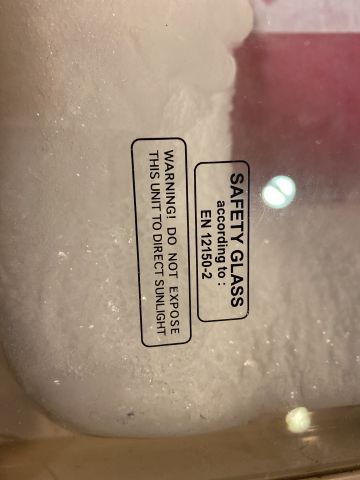 SAFETY GLASS
according to :
EN 12150-2
WARNING! DO NOT EXPOSE
THIS UNIT TO DIRECT SUNLIGHT